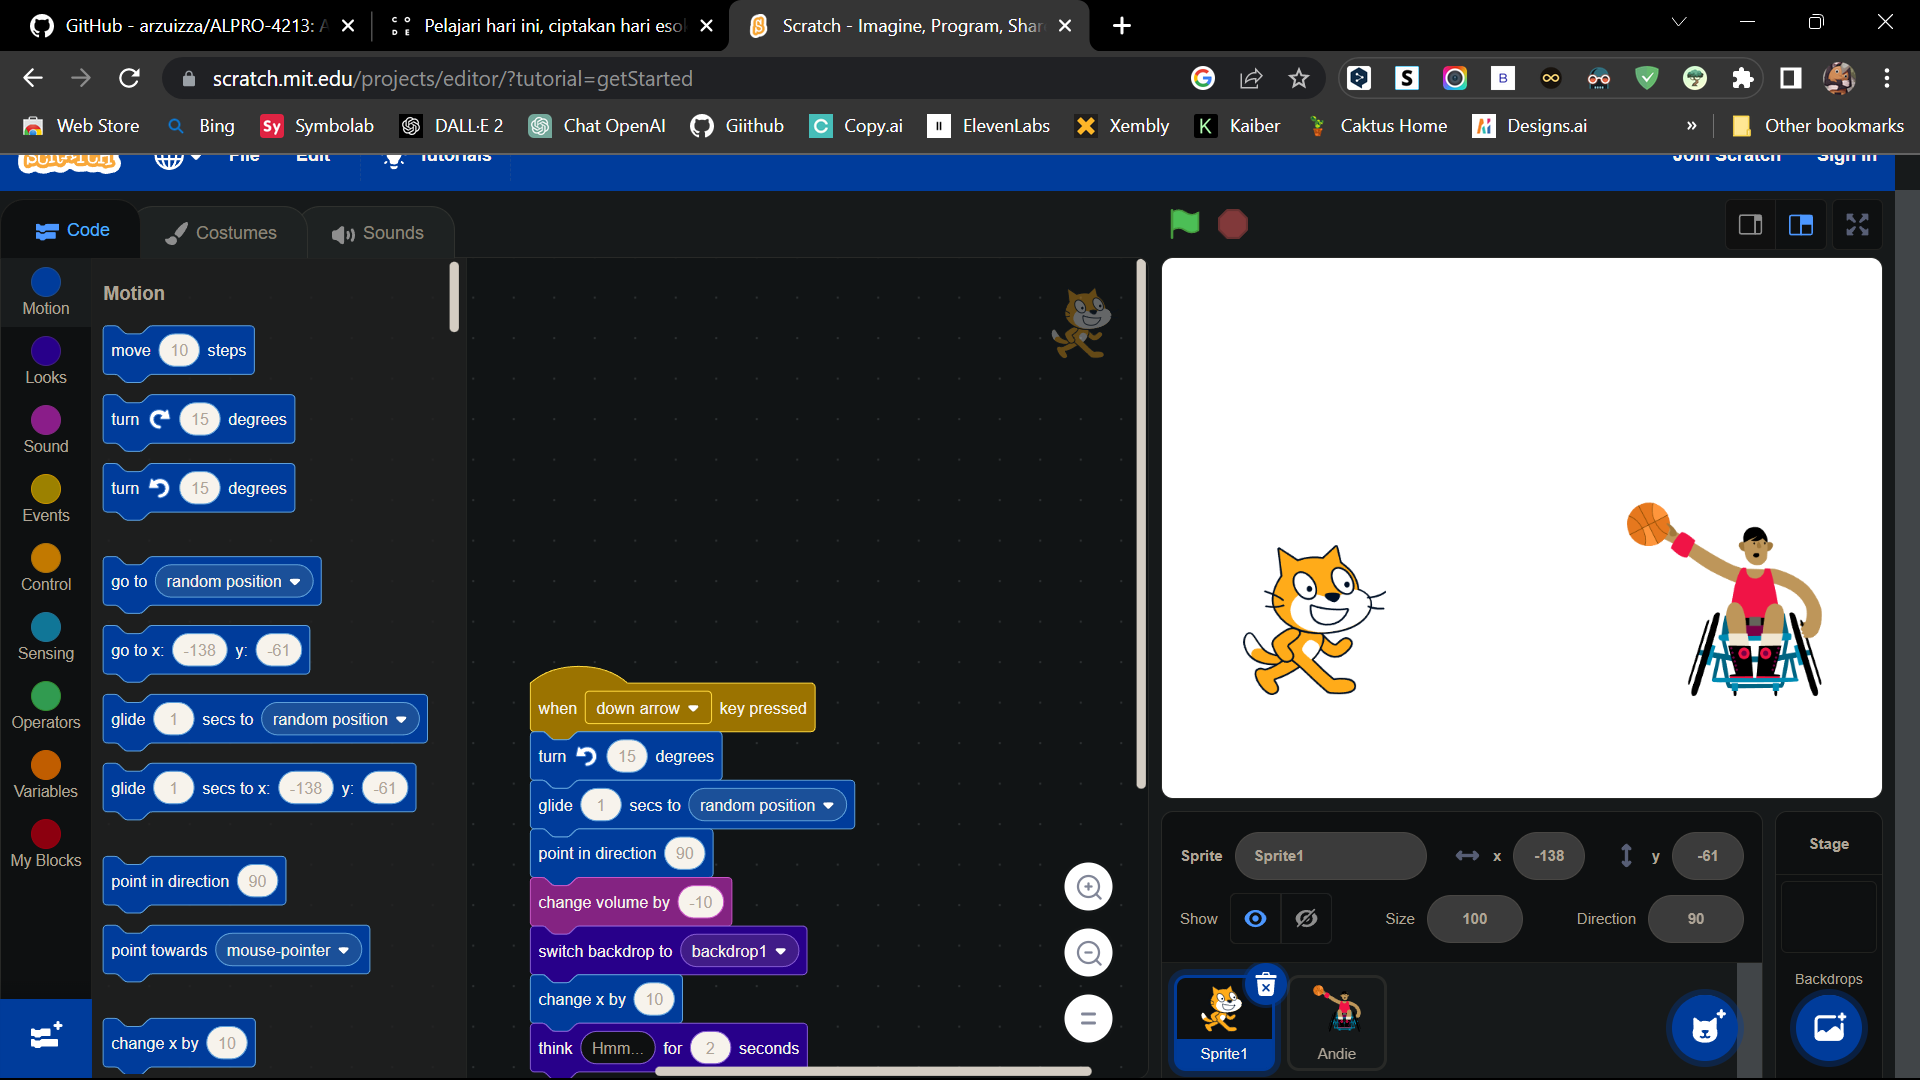 GitHub - arzuizza/ALPRO-4213: A
Pelajari hari ini, ciptakan hari esok
Scratch - Imagine, Program, Shar
scratch.mit.edu/projects/editor/?tutorial=getStarted
Web Store
Bing
Sy Symbolab
DALL·E 2
Chat OpenAI
Giithub
C Copy.ai
II ElevenLabs
Xembly
K Kaiber
Caktus Home
Designs.ai
»
Other bookmarks
SCRATCH
File
Edit
Tutorials
Join Scratch
Sign in
Code
Costumes
Sounds
Motion
Looks
Sound
Events
Control
Sensing
Operators
Variables
My Blocks
Motion
move 10 steps
turn 15 degrees
turn 15 degrees
go to random position
go to x: -138 y: -61
glide 1 secs to random position
glide 1 secs to x: -138 y: -61
point in direction 90
point towards mouse-pointer
change x by 10
when down arrow key pressed
turn 15 degrees
glide 1 secs to random position
point in direction 90
change volume by -10
switch backdrop to backdrop1
change x by 10
think Hmm... for 2 seconds
Sprite Sprite1 x -138 y -61
Show Size 100 Direction 90
Sprite1
Andie
Stage
Backdrops